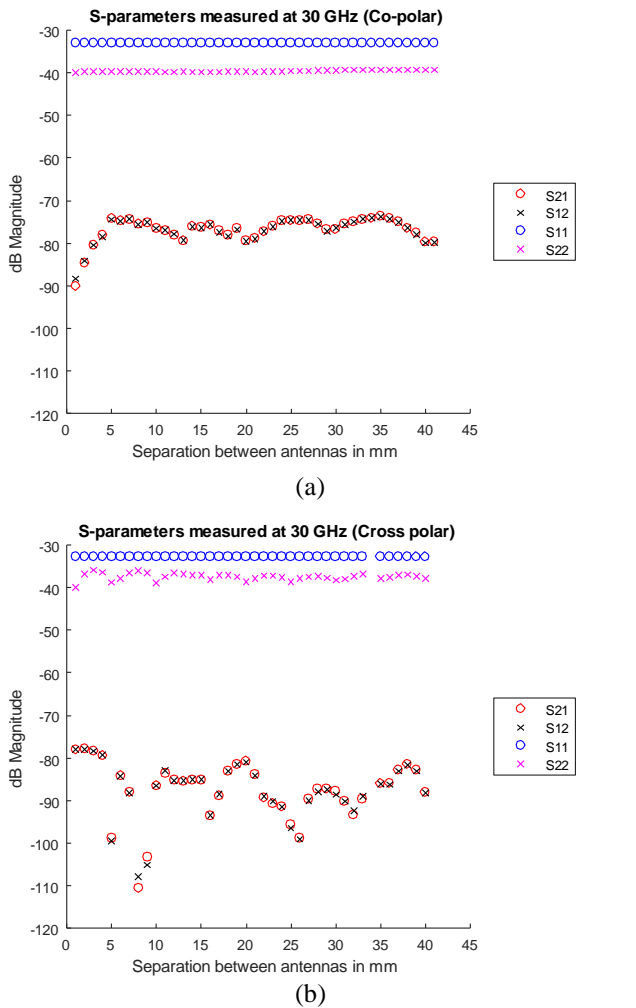 S-parameters measured at 30 GHz (Co-polar)
-30
-40
-50
-60
-70
-80
-90
-100
-110
-120
dB Magnitude
0 5 10 15 20 25 30 35 40 45
Separation between antennas in mm
S21
S12
S11
S22
(a)
S-parameters measured at 30 GHz (Cross polar)
-30
-40
-50
-60
-70
-80
-90
-100
-110
-120
dB Magnitude
0 5 10 15 20 25 30 35 40 45
Separation between antennas in mm
S21
S12
S11
S22
(b)